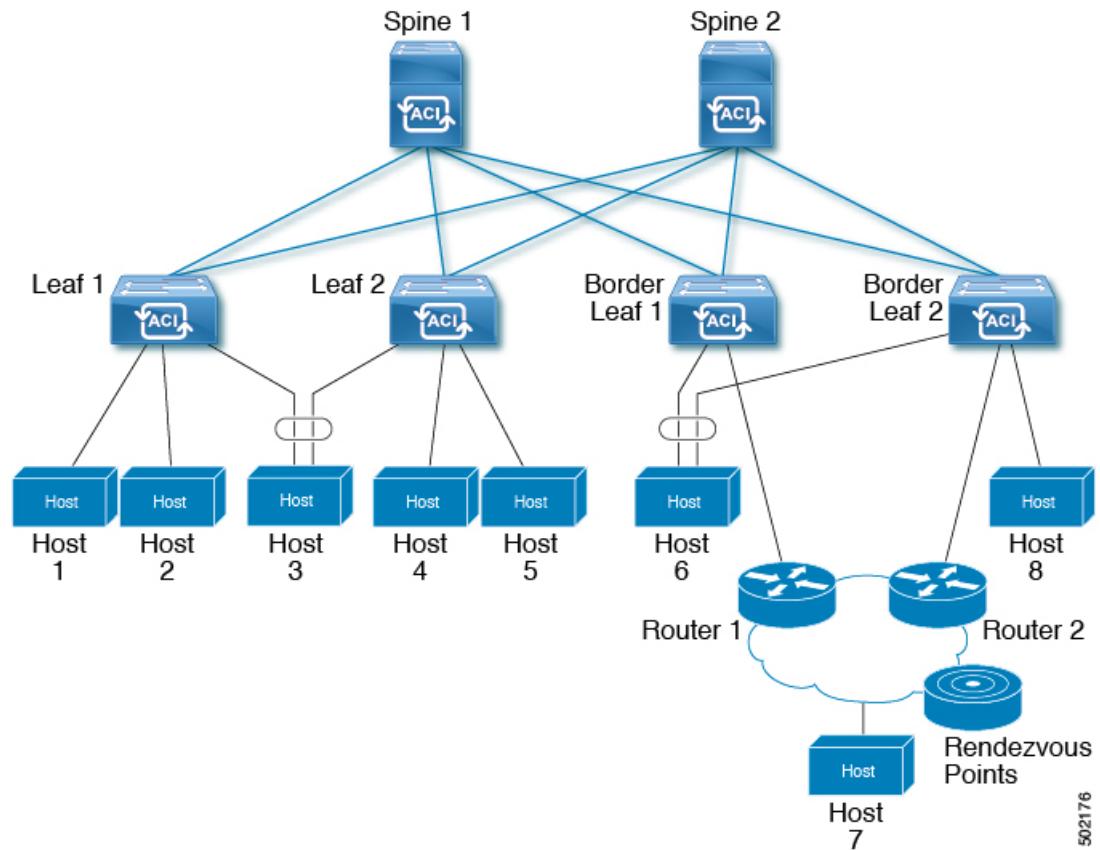 Spine 1
Spine 2
ACI
ACI
Leaf 1
Leaf 2
Border
Leaf 1
Border
Leaf 2
ACI
ACI
ACI
ACI
Host
Host
Host
Host
Host
Host
Host
Host
1
Host
2
Host
3
Host
4
Host
5
Host
6
Host
8
Router 1
Router 2
Rendezvous
Points
Host
Host
7
502176